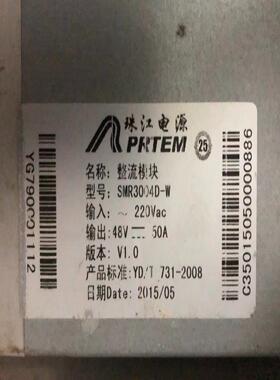 珠江电源
PRTEM
25
名称: 整流模块
型号: SMR3004D-W
输入: ～ 220Vac
输出: 48V 50A
版本: V1.0
产品标准: YD/T 731-2008
日期Date: 2015/05
YG790001112
C35015050000886